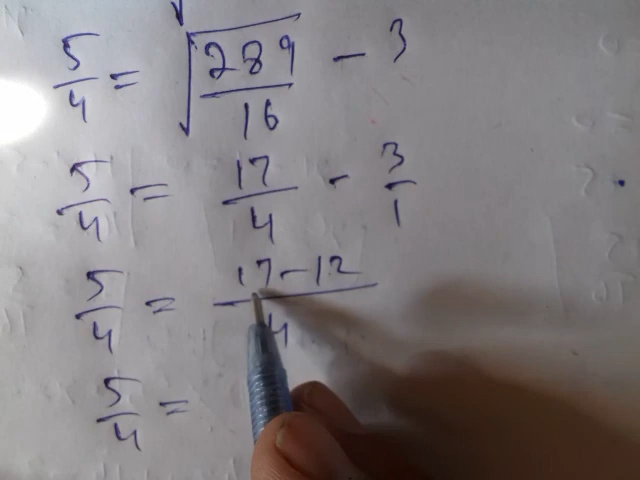 5/4 = √(289/16) - 3
5/4 = 17/4 - 3/1
5/4 = (17-12)/4
5/4 =